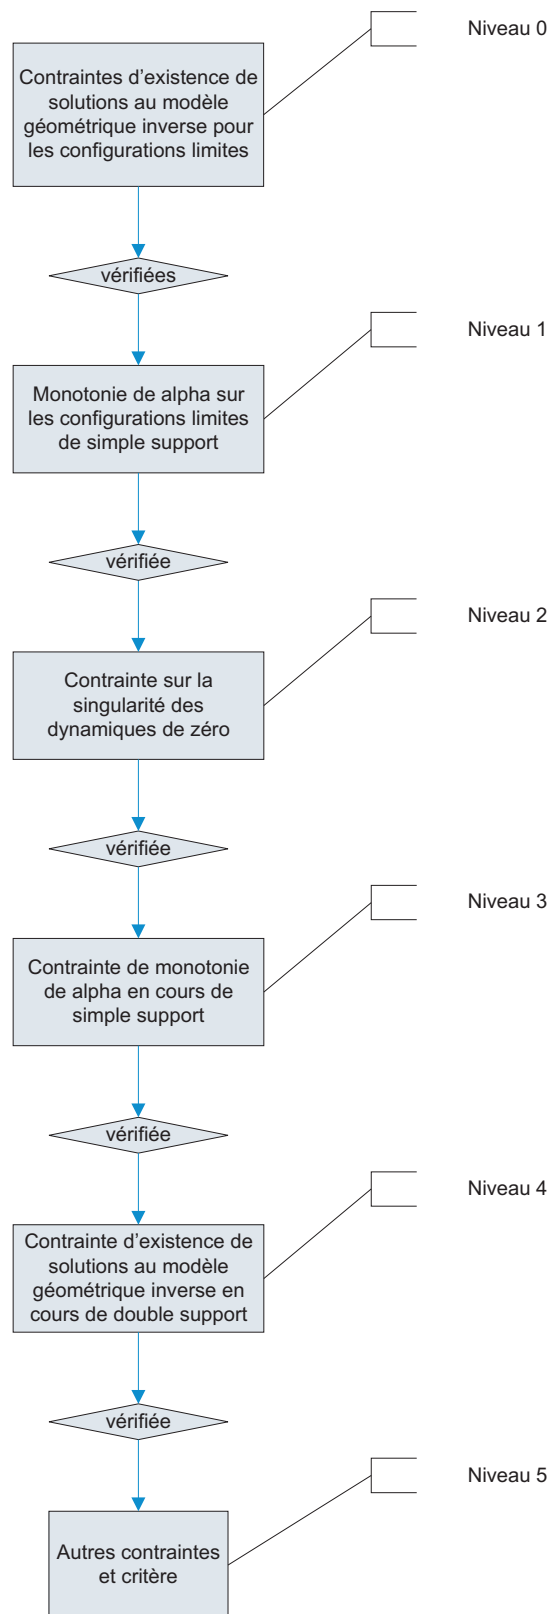 Niveau 0
Contraintes d'existence de
solutions au modèle
géométrique inverse pour
les configurations limites
vérifiées
Niveau 1
Monotonie de alpha sur
les configurations limites
de simple support
vérifiée
Niveau 2
Contrainte sur la
singularité des
dynamiques de zéro
vérifiée
Niveau 3
Contrainte de monotonie
de alpha en cours de
simple support
vérifiée
Niveau 4
Contrainte d'existence de
solutions au modèle
géométrique inverse en
cours de double support
vérifiée
Niveau 5
Autres contraintes
et critère